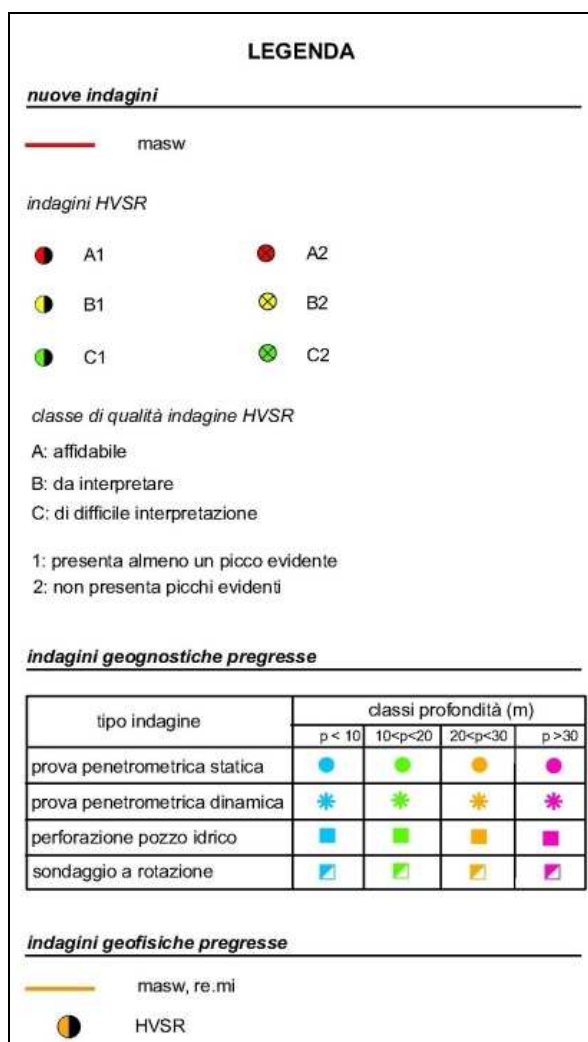 LEGENDA
nuove indagini
masw
indagini HVSR
A1 A2
B1 B2
C1 C2
classe di qualità indagine HVSR
A: affidabile
B: da interpretare
C: di difficile interpretazione
1: presenta almeno un picco evidente
2: non presenta picchi evidenti
indagini geognostiche pregresse
tipo indagine classi profondità (m)
p < 10 10<p<20 20<p<30 p >30
prova penetrometrica statica
prova penetrometrica dinamica
perforazione pozzo idrico
sondaggio a rotazione
indagini geofisiche pregresse
masw, re.mi
HVSR